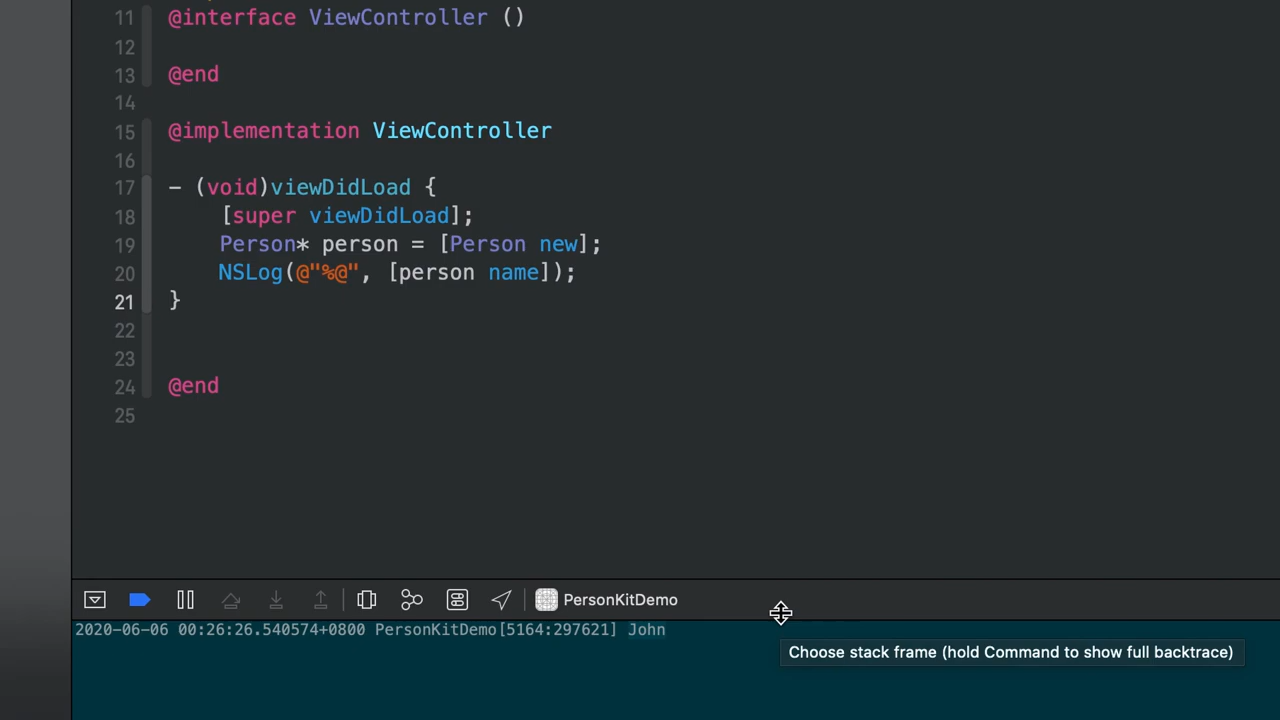 11 @interface ViewController ()
12
13 @end
14
15 @implementation ViewController
16
17 - (void)viewDidLoad {
18 [super viewDidLoad];
19 Person* person = [Person new];
20 NSLog(@"%@", [person name]);
21 }
22
23
24 @end
25
PersonKitDemo
2020-06-06 00:26:26.540574+0800 PersonKitDemo[5164:297621] John
Choose stack frame (hold Command to show full backtrace)